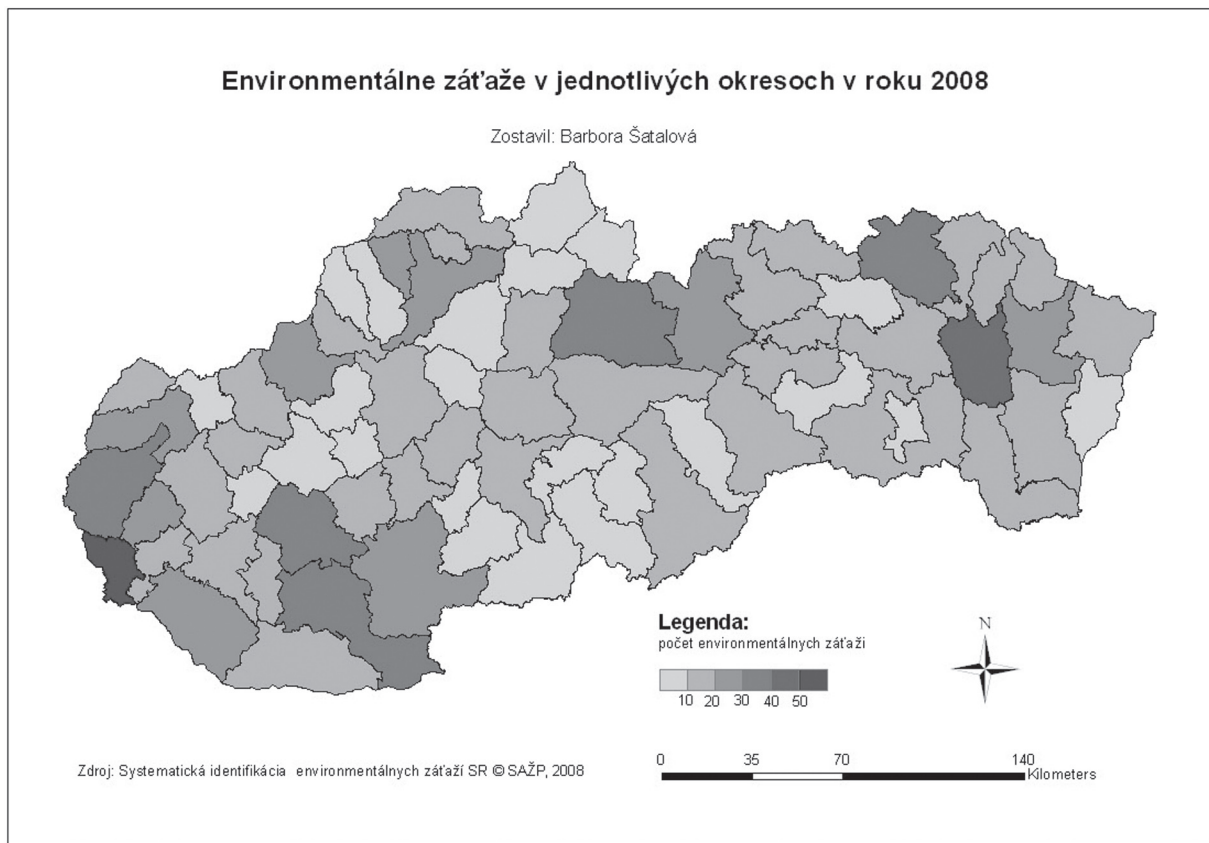 Environmentálne záťaže v jednotlivých okresoch v roku 2008
Zostavil: Barbora Šatalová
Legenda:
počet environmentálnych záťaži
10 20 30 40 50
N
Zdroj: Systematická identifikácia environmentálnych záťaží SR © SAŽP, 2008
0 35 70 140
Kilometers